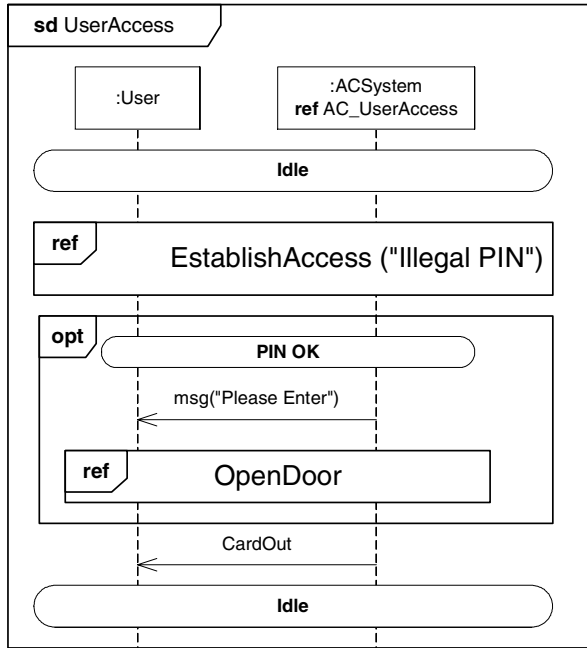 sd UserAccess
:User
:ACSystem
ref AC_UserAccess
Idle
ref
EstablishAccess ("Illegal PIN")
opt
PIN OK
msg("Please Enter")
ref
OpenDoor
CardOut
Idle